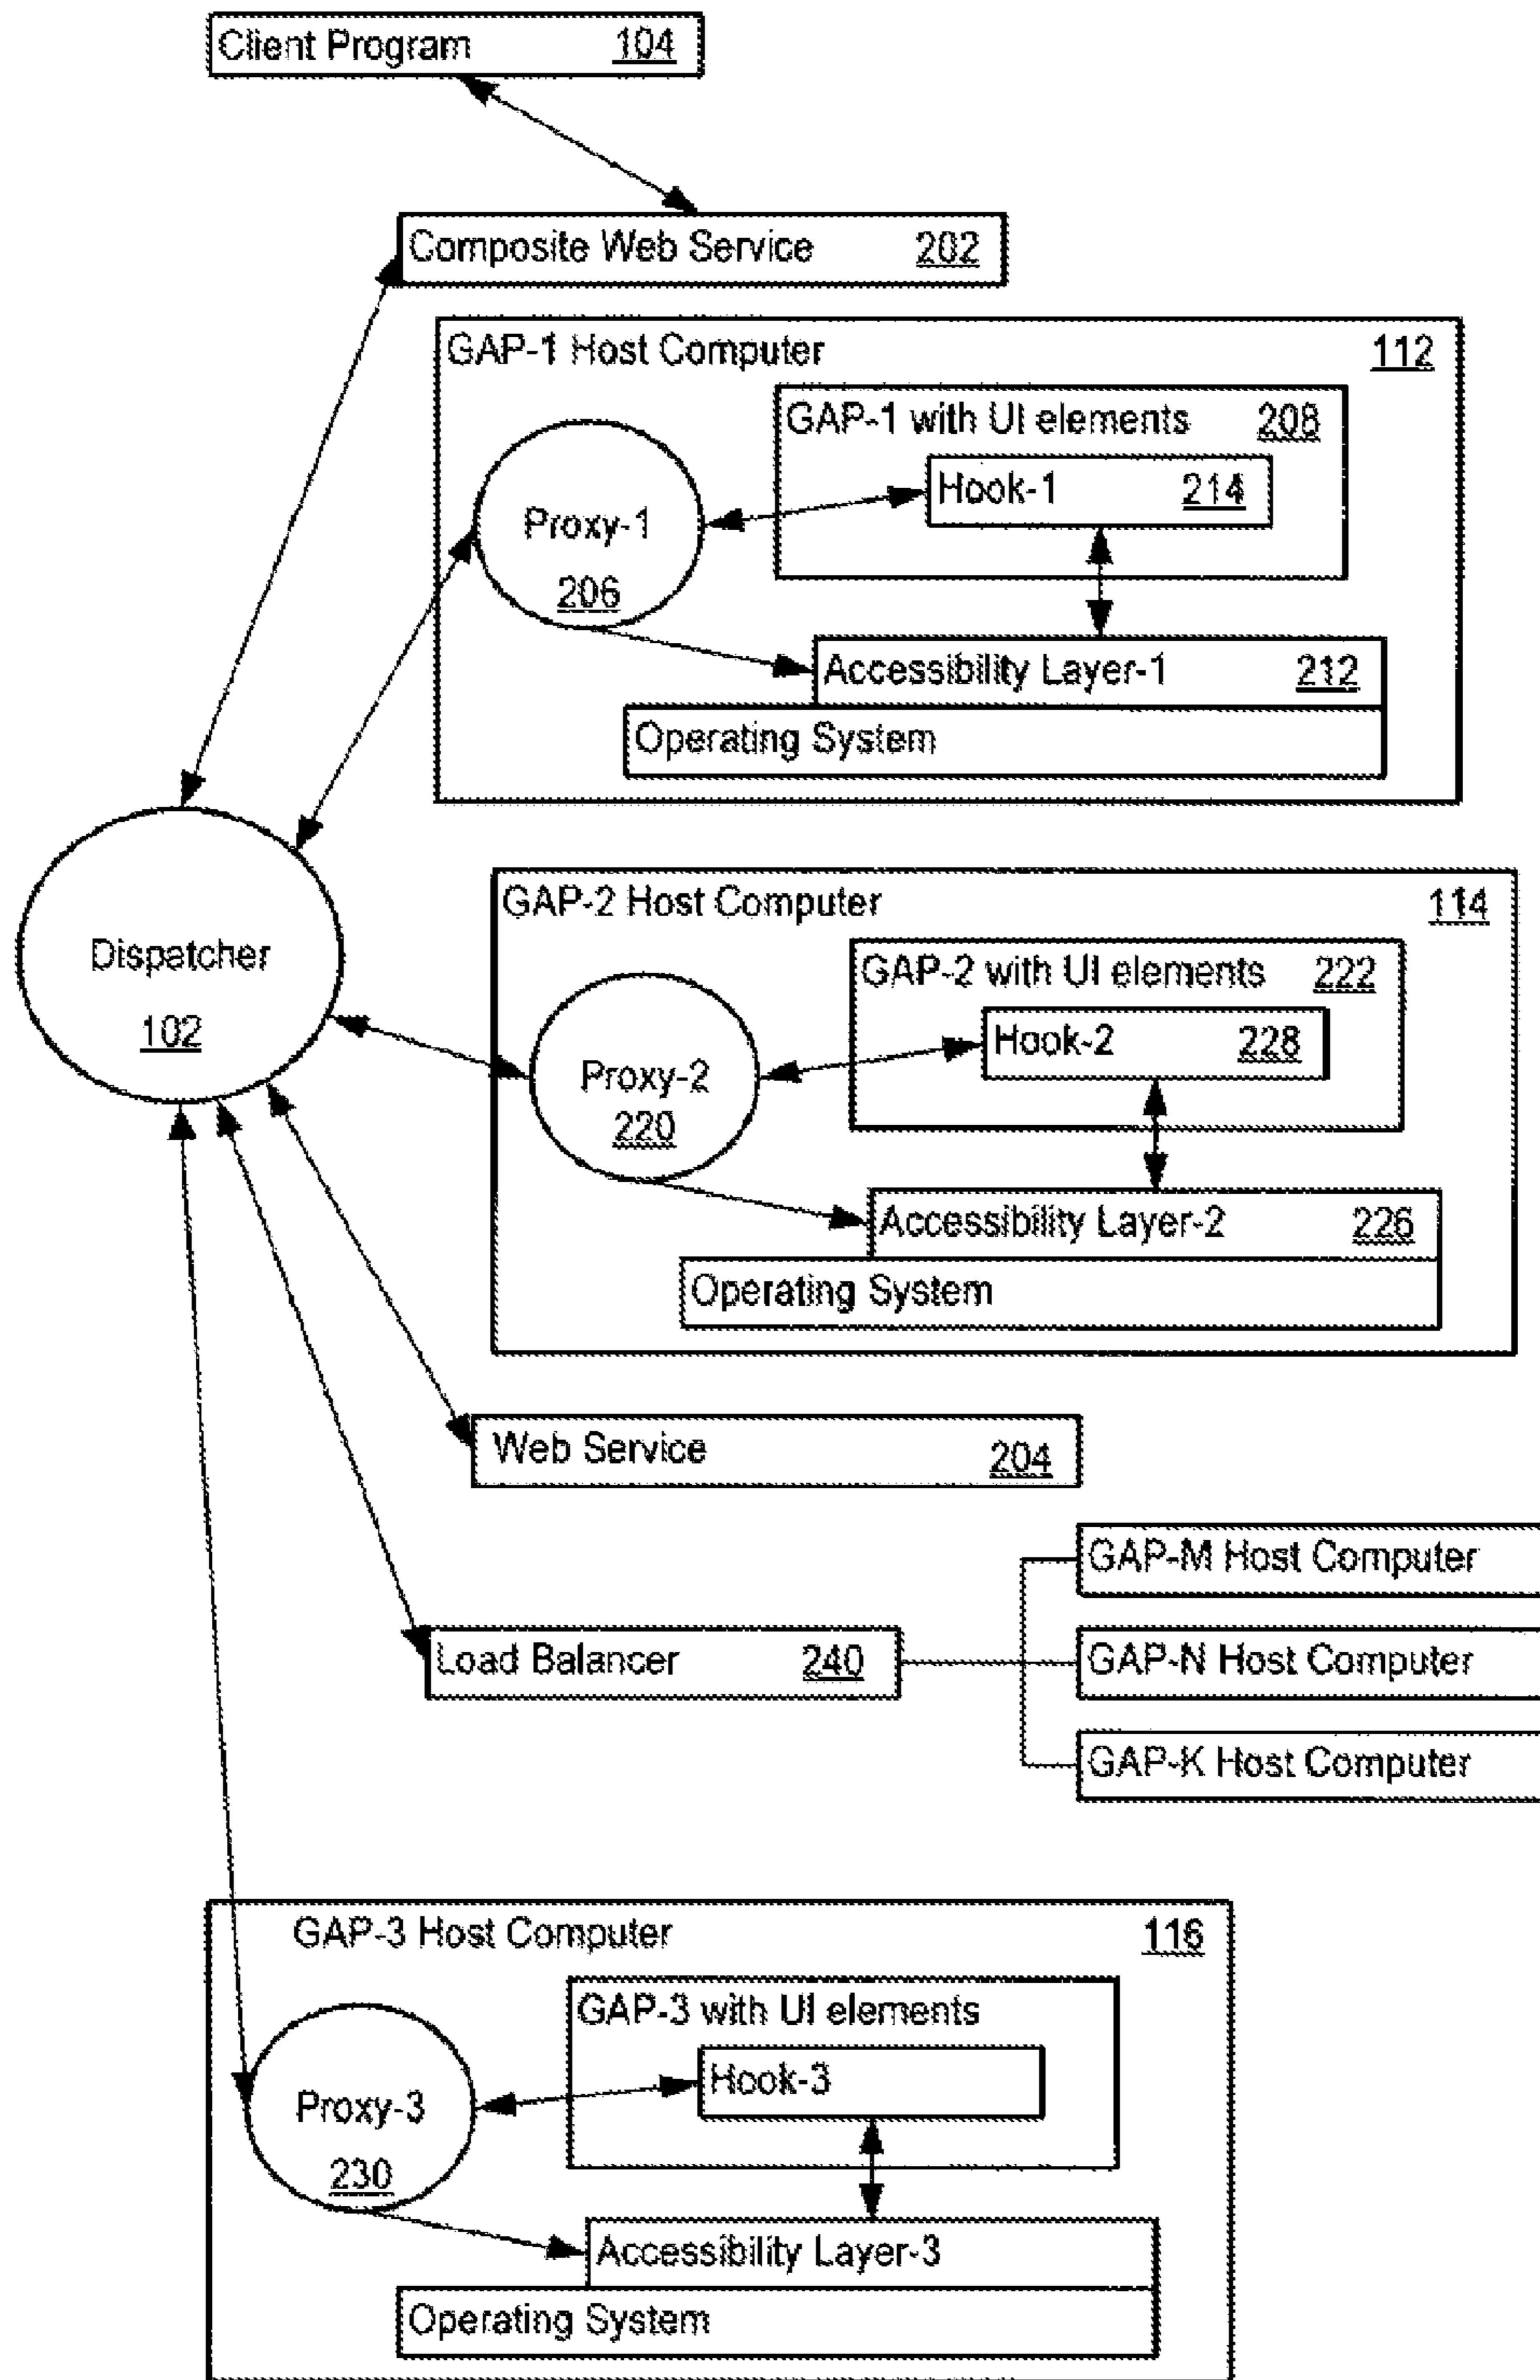 Client Program 104
Composite Web Service 202
GAP-1 Host Computer 112
GAP-1 with UI elements 208
Hook-1 214
Proxy-1
206
Accessibility Layer-1 212
Operating System
Dispatcher
102
GAP-2 Host Computer 114
GAP-2 with UI elements 222
Hook-2 228
Proxy-2
220
Accessibility Layer-2 226
Operating System
Web Service 204
GAP-M Host Computer
Load Balancer 240
GAP-N Host Computer
GAP-K Host Computer
GAP-3 Host Computer 116
GAP-3 with UI elements
Hook-3
Proxy-3
230
Accessibility Layer-3
Operating System